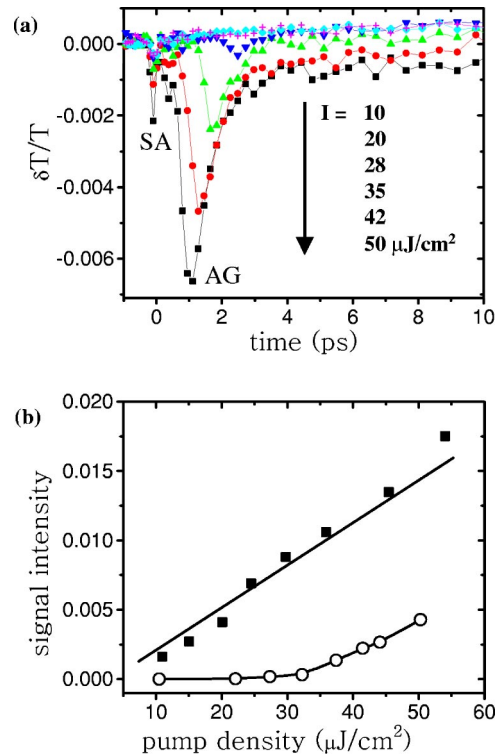 (a)
0.000
-0.002
-0.004
-0.006
δT/T
SA
AG
I = 10
20
28
35
42
50 μJ/cm²
0 2 4 6 8 10
time (ps)
(b)
0.020
0.015
0.010
0.005
0.000
signal intensity
10 20 30 40 50 60
pump density (μJ/cm²)